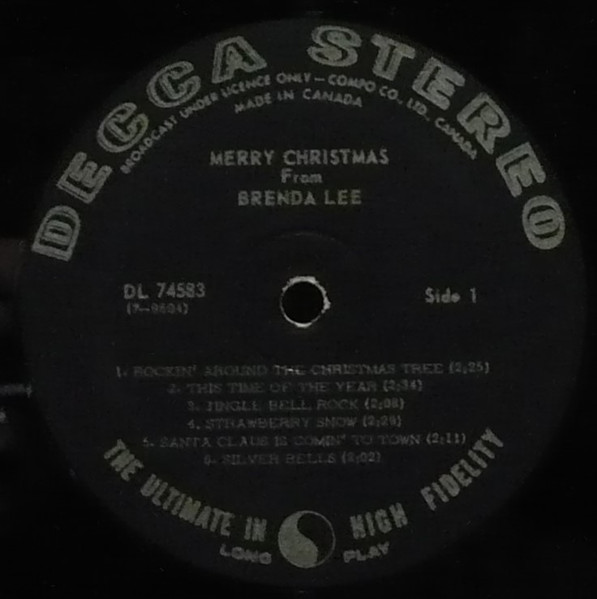 DECCA STEREO
BROADCAST UNDER LICENCE ONLY — COMPO CO., LTD., CANADA
MADE IN CANADA
MERRY CHRISTMAS
From
BRENDA LEE
DL 74583
Side 1
1. ROCKIN' AROUND THE CHRISTMAS TREE (2;25)
2. THIS TIME OF THE YEAR (2;34)
3. JINGLE BELL ROCK (2;08)
4. STRAWBERRY SNOW (2;29)
5. SANTA CLAUS IS COMIN' TO TOWN (2;11)
6. SILVER BELLS (2;02)
THE ULTIMATE IN HIGH FIDELITY
LONG PLAY